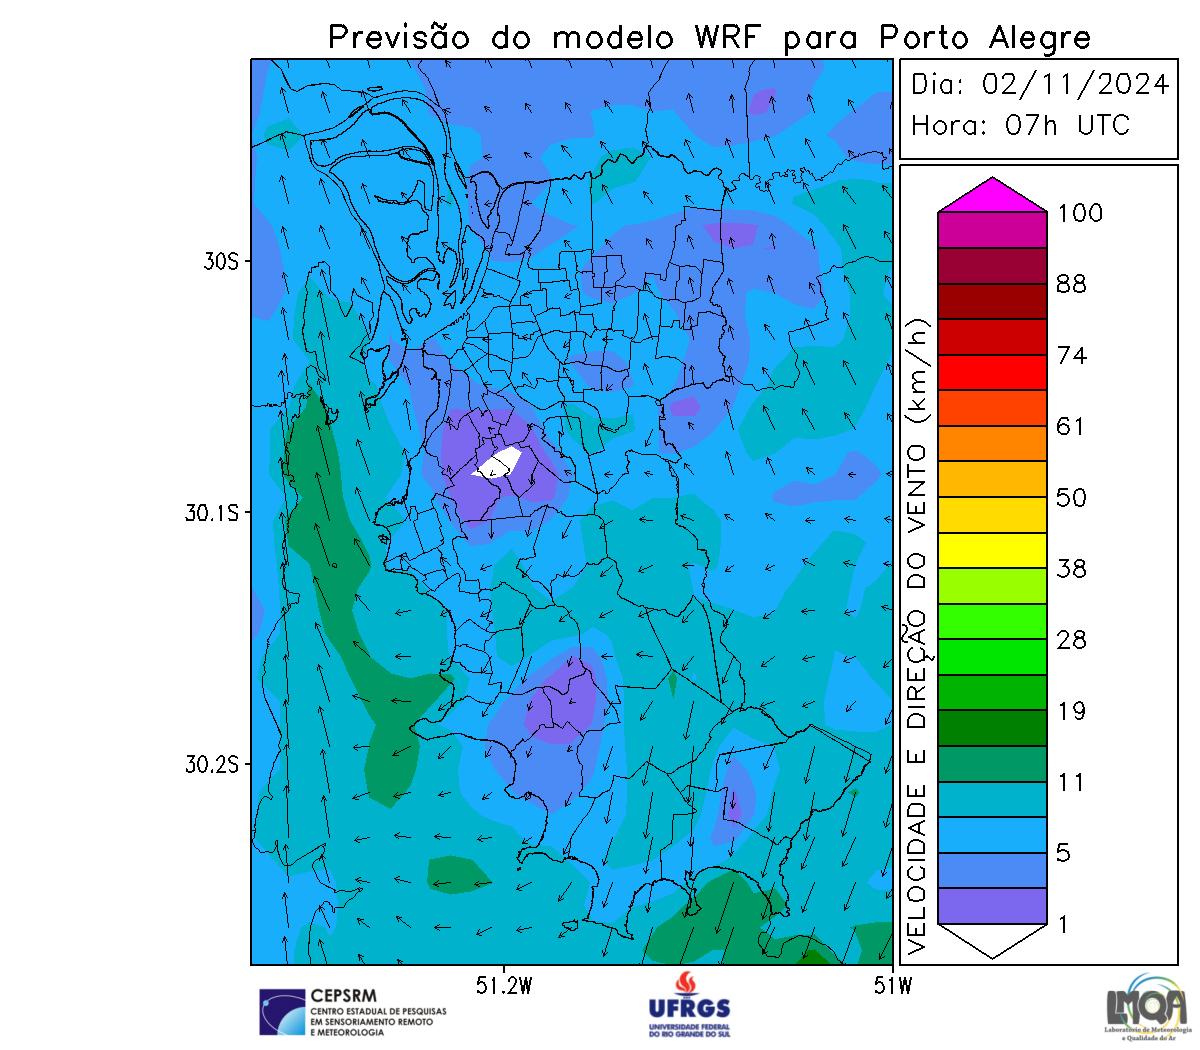 Previsão do modelo WRF para Porto Alegre
Dia: 02/11/2024
Hora: 07h UTC
30S
30.1S
30.2S
51.2W
51W
VELOCIDADE E DIREÇÃO DO VENTO (km/h)
100
88
74
61
50
38
28
19
11
5
1
CEPSRM
CENTRO ESTADUAL DE PESQUISAS
EM SENSORIAMENTO REMOTO
E METEOROLOGIA
UFRGS
UNIVERSIDADE FEDERAL
DO RIO GRANDE DO SUL
LMQA
Laboratório de Meteorologia
e Qualidade do Ar